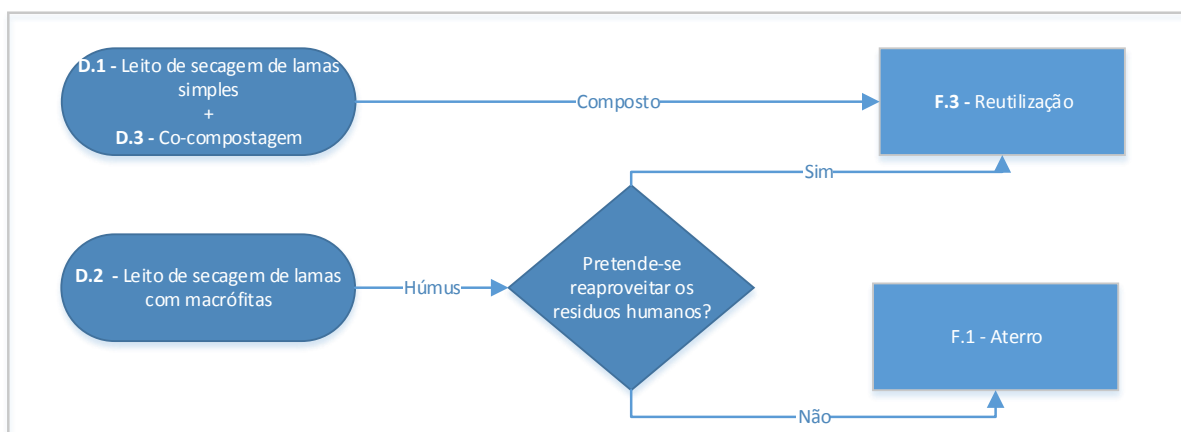 D.1 - Leito de secagem de lamas
simples
+
D.3 - Co-compostagem
Composto
F.3 - Reutilização
Sim
D.2 - Leito de secagem de lamas
com macrófitas
Húmus
Pretende-se
reaproveitar os
residuos humanos?
F.1 - Aterro
Não